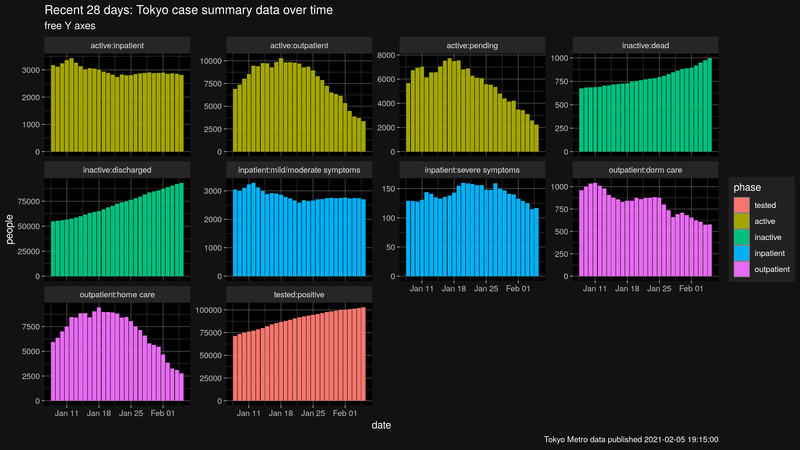 Recent 28 days: Tokyo case summary data over time
free Y axes
active:inpatient
active:outpatient
active:pending
inactive:dead
3000
2000
1000
0
10000
7500
5000
2500
0
8000
6000
4000
2000
0
1000
750
500
250
0
inactive:discharged
inpatient:mild/moderate symptoms
inpatient:severe symptoms
outpatient:dorm care
75000
50000
25000
0
3000
2000
1000
0
150
100
50
0
1000
750
500
250
0
Jan 11 Jan 18 Jan 25 Feb 01
Jan 11 Jan 18 Jan 25 Feb 01
outpatient:home care
tested:positive
7500
5000
2500
0
100000
75000
50000
25000
0
Jan 11 Jan 18 Jan 25 Feb 01
Jan 11 Jan 18 Jan 25 Feb 01
people
date
phase
tested
active
inactive
inpatient
outpatient
Tokyo Metro data published 2021-02-05 19:15:00